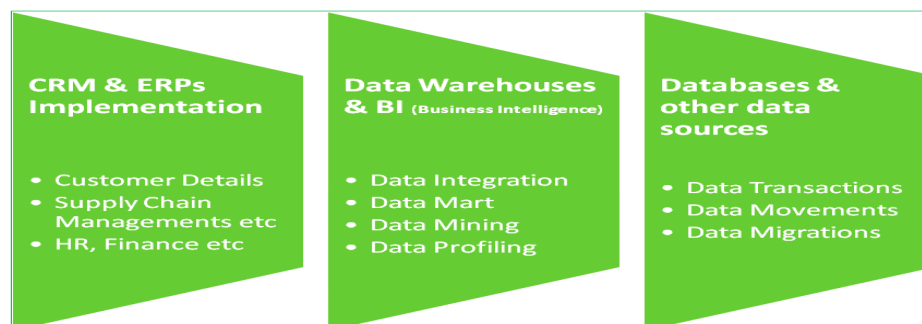 CRM & ERPs
Implementation
• Customer Details
• Supply Chain
Managements etc
• HR, Finance etc
Data Warehouses
& BI (Business Intelligence)
• Data Integration
• Data Mart
• Data Mining
• Data Profiling
Databases &
other data
sources
• Data Transactions
• Data Movements
• Data Migrations